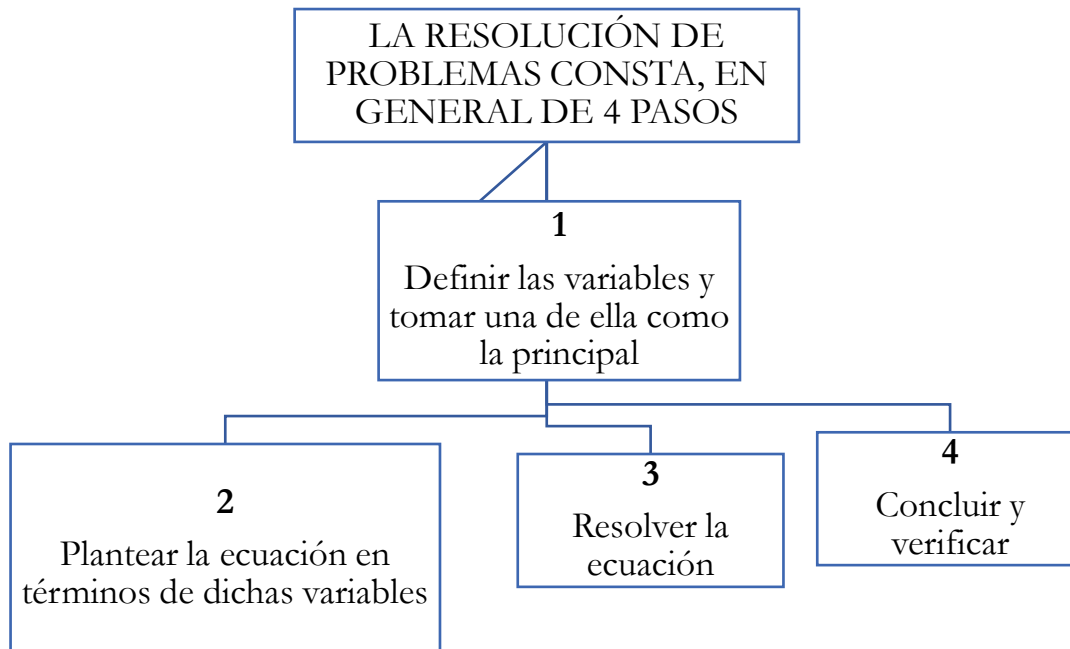 LA RESOLUCIÓN DE
PROBLEMAS CONSTA, EN
GENERAL DE 4 PASOS
1
Definir las variables y
tomar una de ella como
la principal
2
Plantear la ecuación en
términos de dichas variables
3
Resolver la
ecuación
4
Concluir y
verificar